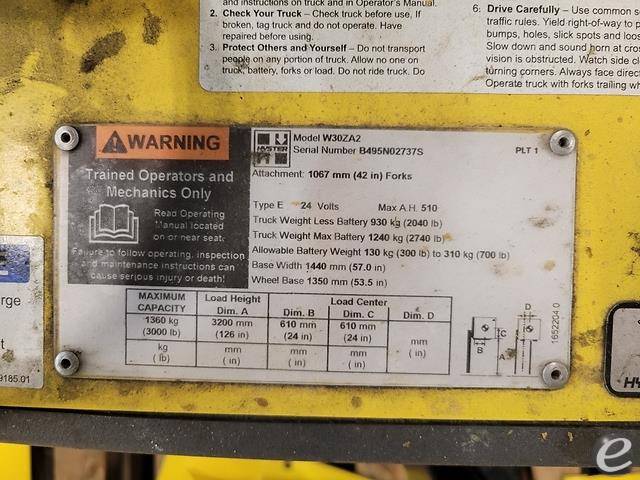 and instructions on truck and in Operator's Manual.
2. Check Your Truck – Check truck before use. If
broken, tag truck and do not operate. Have
repaired before using.
3. Protect Others and Yourself – Do not transport
people on any portion of truck. Allow no one on
truck, battery, forks or load. Do not ride truck. Do
6. Drive Carefully – Use common s
traffic rules. Yield right-of-way to p
bumps, holes, slick spots and loos
Slow down and sound horn at cros
vision is obstructed. Watch side cl
turning corners. Always face direc
Operate truck with forks trailing wh
WARNING
Trained Operators and
Mechanics Only
Read Operating
Manual located
on or near seat.
Failure to follow operating, inspection
and maintenance instructions can
cause serious injury or death!
HYSTER
Model W30ZA2
Serial Number B495N02737S
PLT 1
Attachment: 1067 mm (42 in) Forks
Type E 24 Volts Max A.H. 510
Truck Weight Less Battery 930 kg (2040 lb)
Truck Weight Max Battery 1240 kg (2740 lb)
Allowable Battery Weight 130 kg (300 lb) to 310 kg (700 lb)
Base Width 1440 mm (57.0 in)
Wheel Base 1350 mm (53.5 in)
MAXIMUM CAPACITY
Load Height Dim. A
Load Center
Dim. B Dim. C Dim. D
1360 kg (3000 lb) 3200 mm (126 in) 610 mm (24 in) 610 mm (24 in) mm ( in)
kg ( lb) mm ( in) mm ( in) mm ( in)
D
C
B
A
1652204 0
E
arge
t
9185.01
HY
e